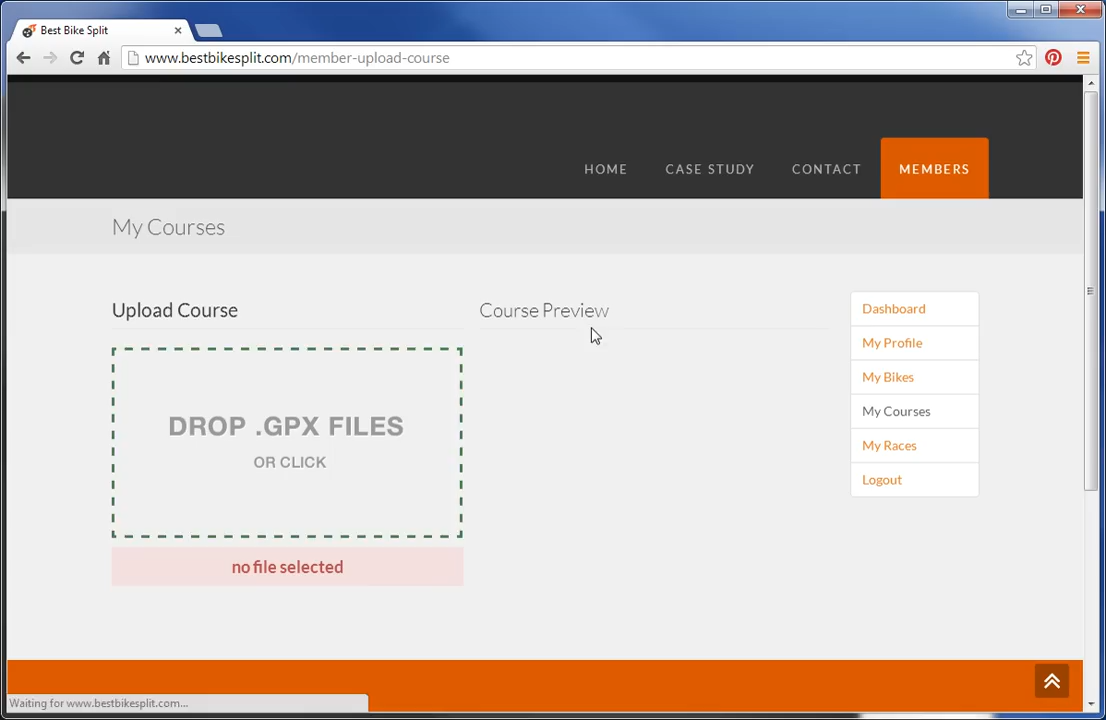 Best Bike Split
www.bestbikesplit.com/member-upload-course
HOME CASE STUDY CONTACT MEMBERS
My Courses
Upload Course
DROP .GPX FILES
OR CLICK
no file selected
Course Preview
Dashboard
My Profile
My Bikes
My Courses
My Races
Logout
Waiting for www.bestbikesplit.com...